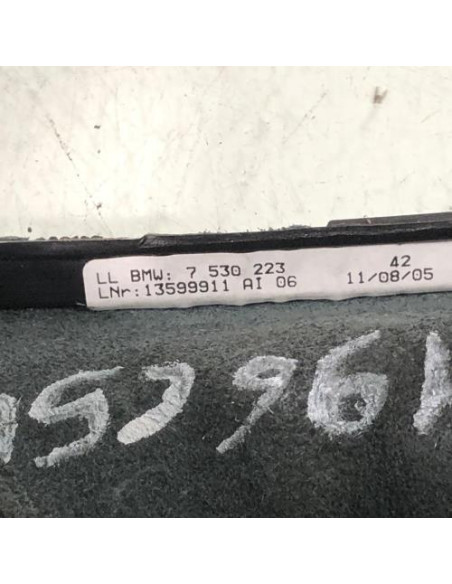 LL BMW: 7 530 223 42
LNr:13599911 AI 06 11/08/05